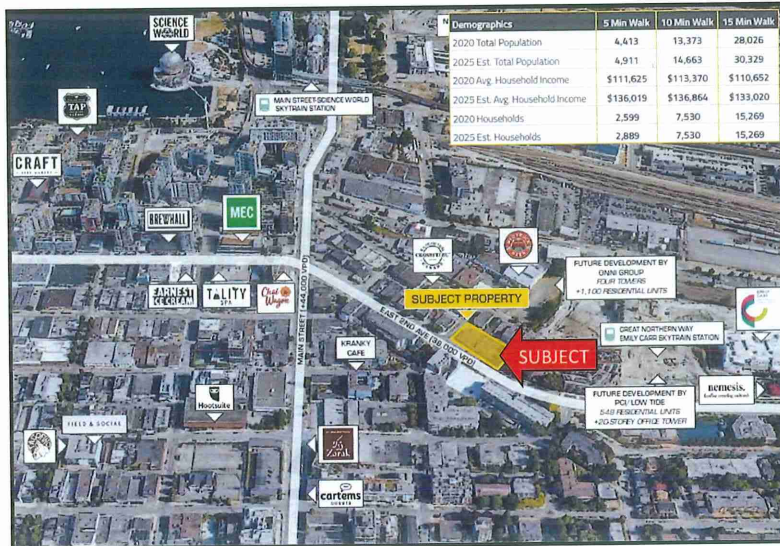 SCIENCE
WORLD
TAP
MAIN STREET-SCIENCE WORLD
SKYTRAIN STATION
Demographics 5 Min Walk 10 Min Walk 15 Min Walk
2020 Total Population 4,413 13,373 28,026
2025 Est. Total Population 4,911 14,663 30,329
2020 Avg. Household Income $111,625 $113,370 $110,652
2025 Est. Avg. Household Income $136,019 $136,864 $133,020
2020 Households 2,599 7,530 15,269
2025 Est. Households 2,889 7,530 15,269
CRAFT
BREWHALL
MEC
EARNEST
ICE CREAM
TALITY
SPA
Chai
Wagon
MAIN STREET (+44,000 VPD)
CROSSFIT BC
FUTURE DEVELOPMENT BY
ONNI GROUP
FOUR TOWERS
+1,100 RESIDENTIAL UNITS
SUBJECT PROPERTY
EAST 2ND AVE (38,000 VPD)
SUBJECT
GREAT NORTHERN WAY
EMILY CARR SKYTRAIN STATION
KRANKY
CAFE
FUTURE DEVELOPMENT BY
PCI/LOW TIDE
548 RESIDENTIAL UNITS
+20-STOREY OFFICE TOWER
nemesis.
Hootsuite
FIELD & SOCIAL
Zarak
cartems
DONUTS